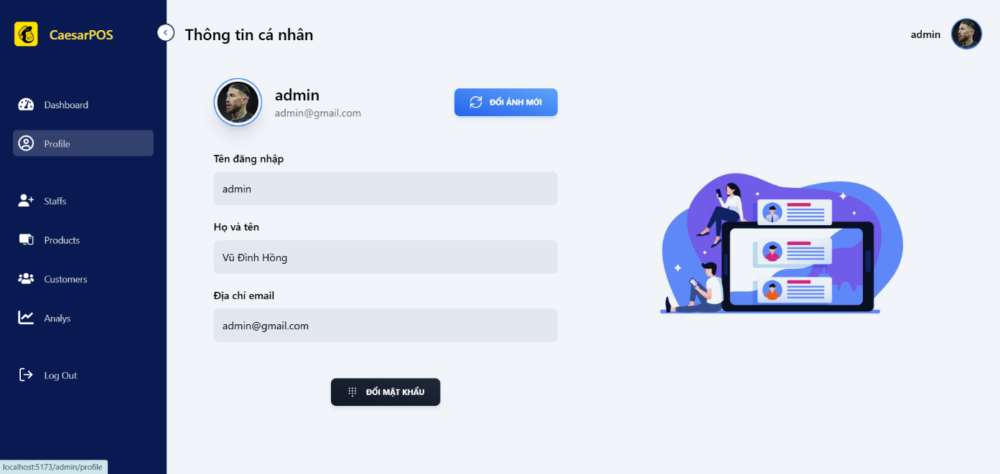 CaesarPOS
Thông tin cá nhân
admin
Dashboard
Profile
Staffs
Products
Customers
Analys
Log Out
admin
admin@gmail.com
ĐỔI ẢNH MỚI
Tên đăng nhập
admin
Họ và tên
Vũ Đình Hồng
Địa chỉ email
admin@gmail.com
ĐỔI MẬT KHẨU
localhost:5173/admin/profile